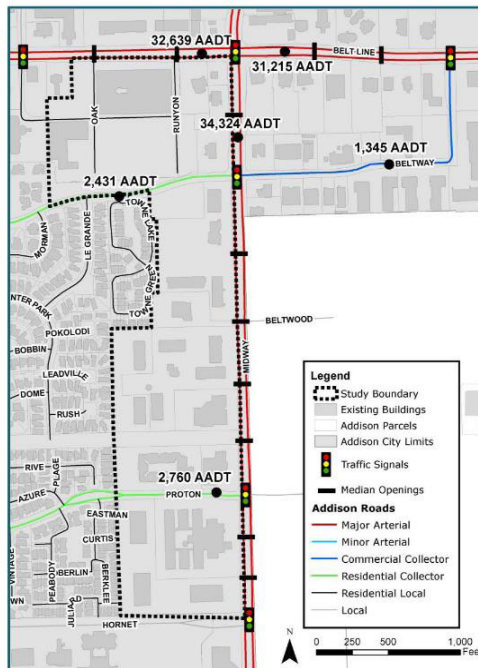 32,639 AADT
BELT LINE
31,215 AADT
OAK
RUNYON
34,324 AADT
1,345 AADT
BELTWAY
2,431 AADT
TOWNE LAKE
LE GRANDE
MORMAN
TOWNE GREEN
NTER PARK
POKOLODI
BELTWOOD
BOBBIN
MIDWAY
LEADVILLE
DOME
RUSH
RIVE
PLAGE
2,760 AADT
AZURE
PROTON
EASTMAN
CURTIS
VINTAGE
PEABODY
BERLIN
BERKLEE
WN
JULIARD
HORNET
Legend
Study Boundary
Existing Buildings
Addison Parcels
Addison City Limits
Traffic Signals
Median Openings
Addison Roads
Major Arterial
Minor Arterial
Commercial Collector
Residential Collector
Residential Local
Local
N
0 250 500 1,000
Feet